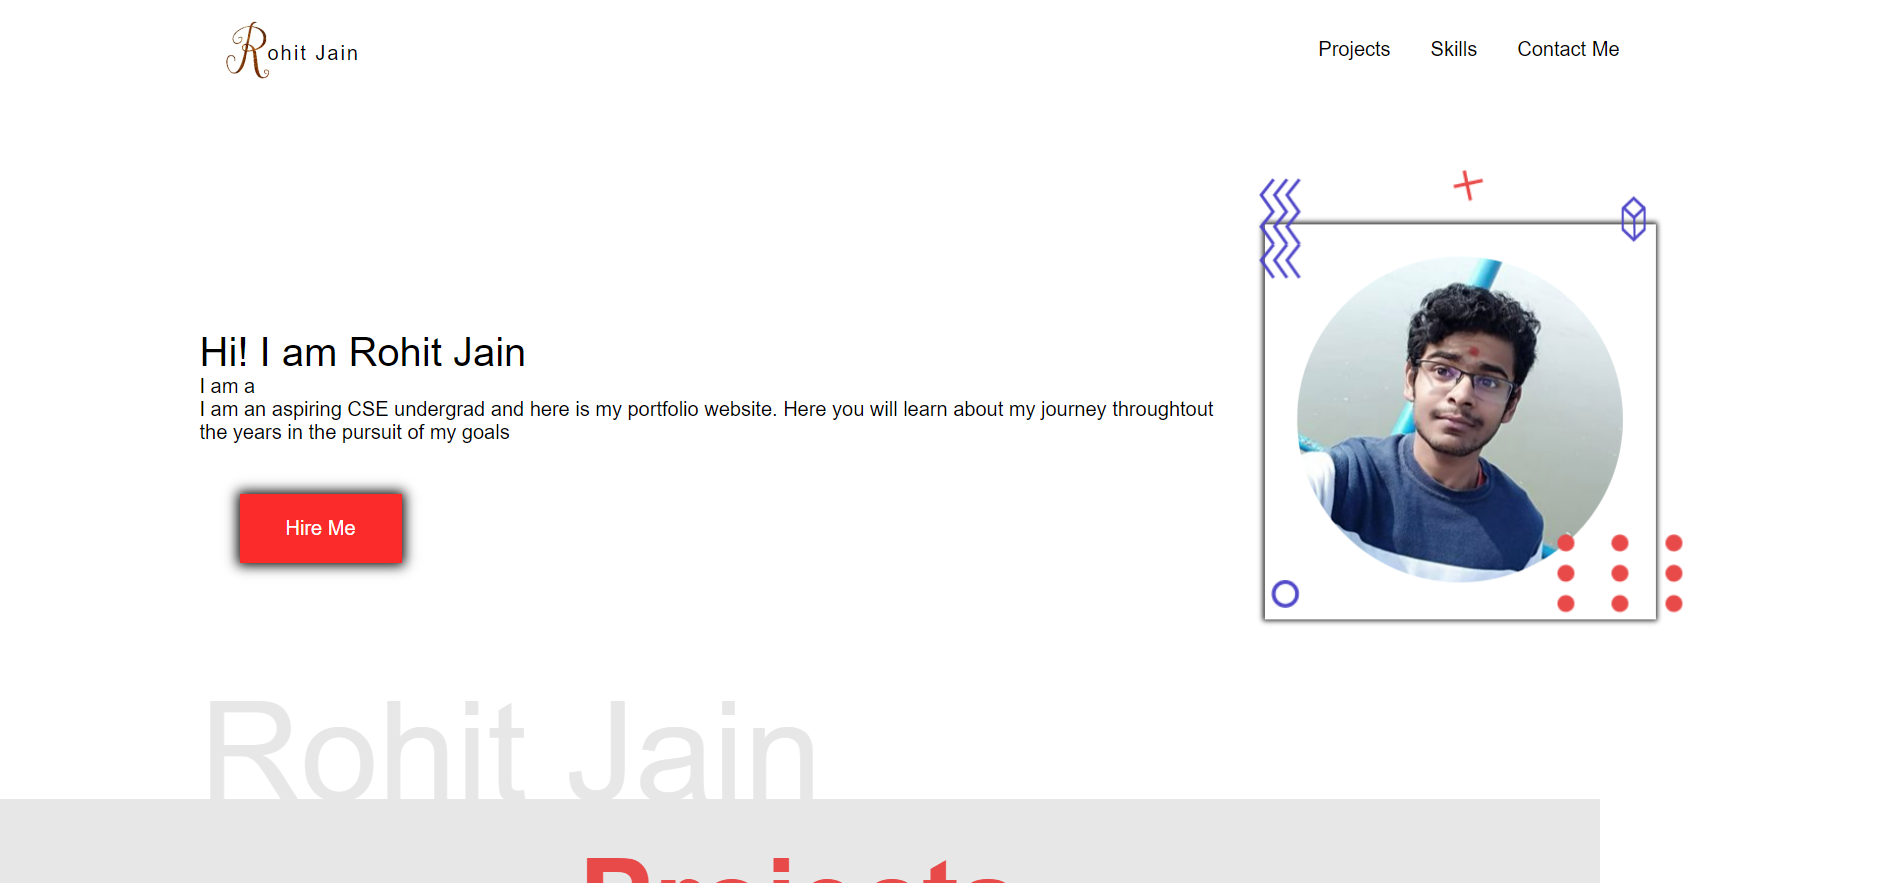 Rohit Jain
Projects Skills Contact Me
Hi! I am Rohit Jain
I am a
I am an aspiring CSE undergrad and here is my portfolio website. Here you will learn about my journey throughtout
the years in the pursuit of my goals
Hire Me
Rohit Jain
Projects